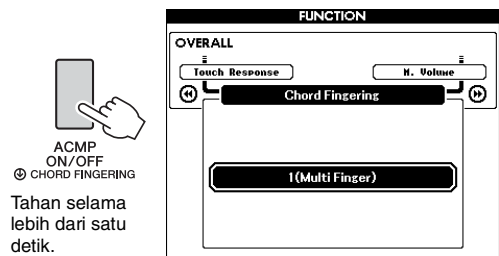 FUNCTION
OVERALL
Touch Response
M. Volume
Chord Fingering
1(Multi Finger)
ACMP
ON/OFF
CHORD FINGERING
Tahan selama
lebih dari satu
detik.